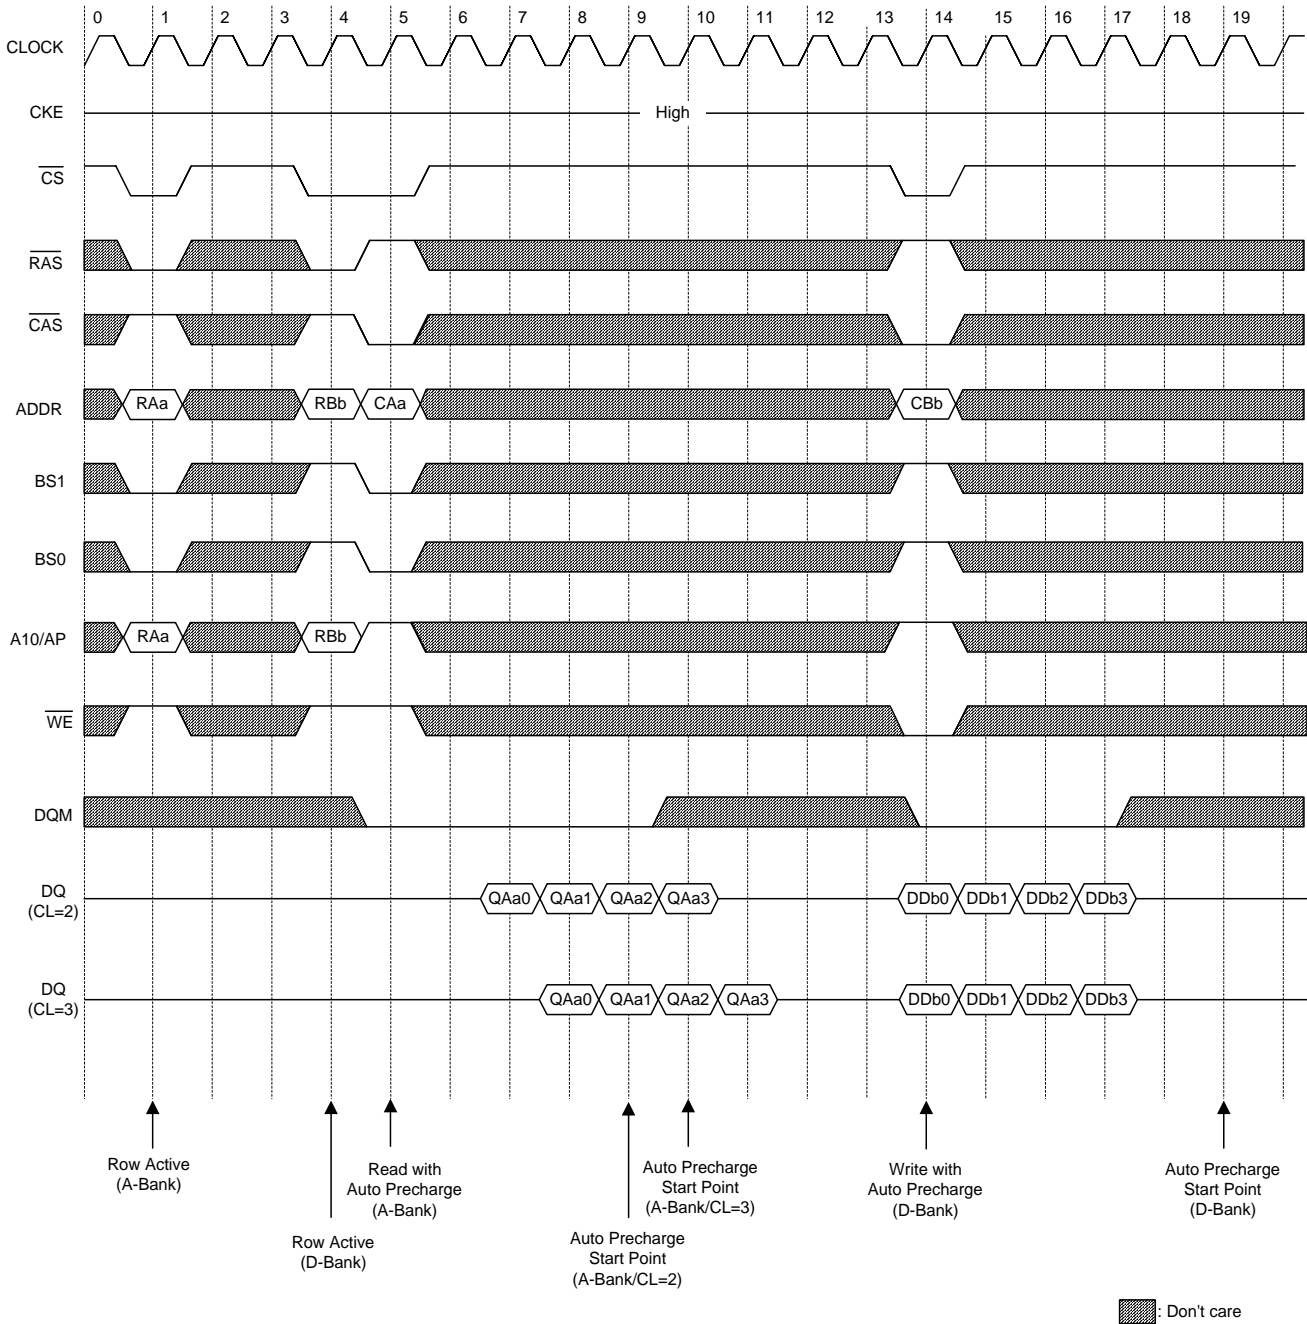 0 1 2 3 4 5 6 7 8 9 10 11 12 13 14 15 16 17 18 19
CLOCK
CKE High
CS
RAS
CAS
ADDR RAa RBb CAa CBb
BS1
BS0
A10/AP RAa RBb
WE
DQM
DQ
(CL=2) QAa0 QAa1 QAa2 QAa3 DDb0 DDb1 DDb2 DDb3
DQ
(CL=3) QAa0 QAa1 QAa2 QAa3 DDb0 DDb1 DDb2 DDb3
Row Active
(A-Bank)
Row Active
(D-Bank)
Read with
Auto Precharge
(A-Bank)
Auto Precharge
Start Point
(A-Bank/CL=2)
Auto Precharge
Start Point
(A-Bank/CL=3)
Write with
Auto Precharge
(D-Bank)
Auto Precharge
Start Point
(D-Bank)
: Don't care